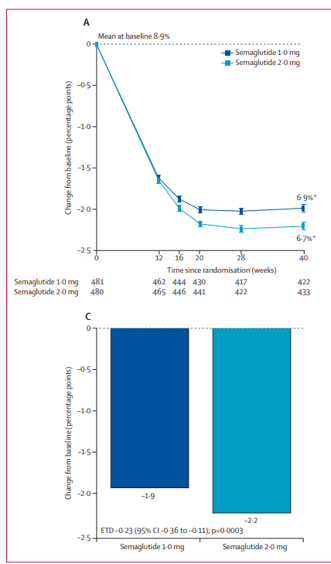 A
Mean at baseline 8·9%
0
–0·5
–1·0
–1·5
–2·0
–2·5
Change from baseline (percentage points)
Semaglutide 1·0 mg
Semaglutide 2·0 mg
6·9%*
6·7%*
0 12 16 20 28 40
Time since randomisation (weeks)
Semaglutide 1·0 mg 481 462 444 430 417 422
Semaglutide 2·0 mg 480 465 446 441 422 433
C
0
–0·5
–1·0
–1·5
–2·0
–2·5
Change from baseline (percentage points)
–1·9
–2·2
ETD –0·23 (95% CI –0·36 to –0·11); p=0·0003
Semaglutide 1·0 mg Semaglutide 2·0 mg